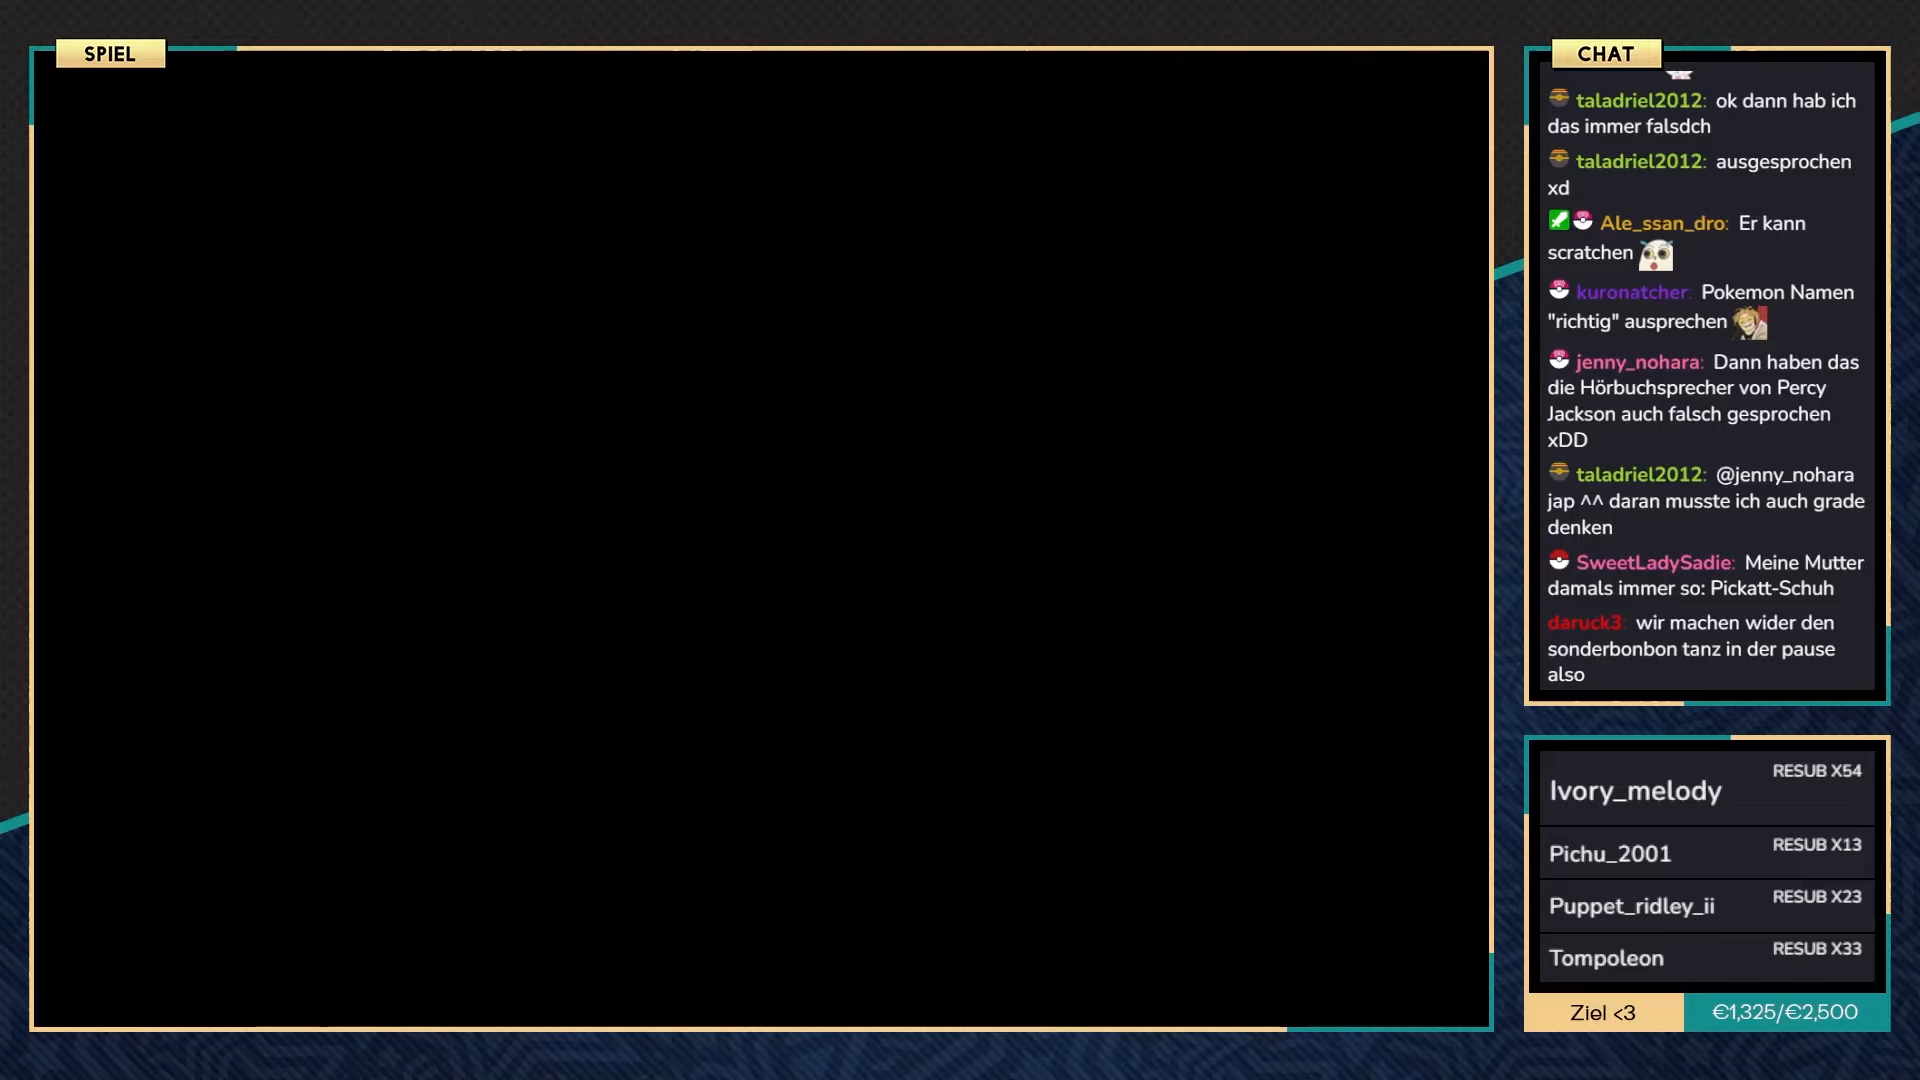 SPIEL
CHAT
taladriel2012: ok dann hab ich
das immer falsdch
taladriel2012: ausgesprochen
xd
Ale_ssan_dro: Er kann
scratchen
kuronatcher: Pokemon Namen
"richtig" ausprechen
jenny_nohara: Dann haben das
die Hörbuchsprecher von Percy
Jackson auch falsch gesprochen
xDD
taladriel2012: @jenny_nohara
jap ^^ daran musste ich auch grade
denken
SweetLadySadie: Meine Mutter
damals immer so: Pickatt-Schuh
daruck3: wir machen wider den
sonderbonbon tanz in der pause
also
Ivory_melody RESUB X54
Pichu_2001 RESUB X13
Puppet_ridley_ii RESUB X23
Tompoleon RESUB X33
Ziel <3 €1,325/€2,500